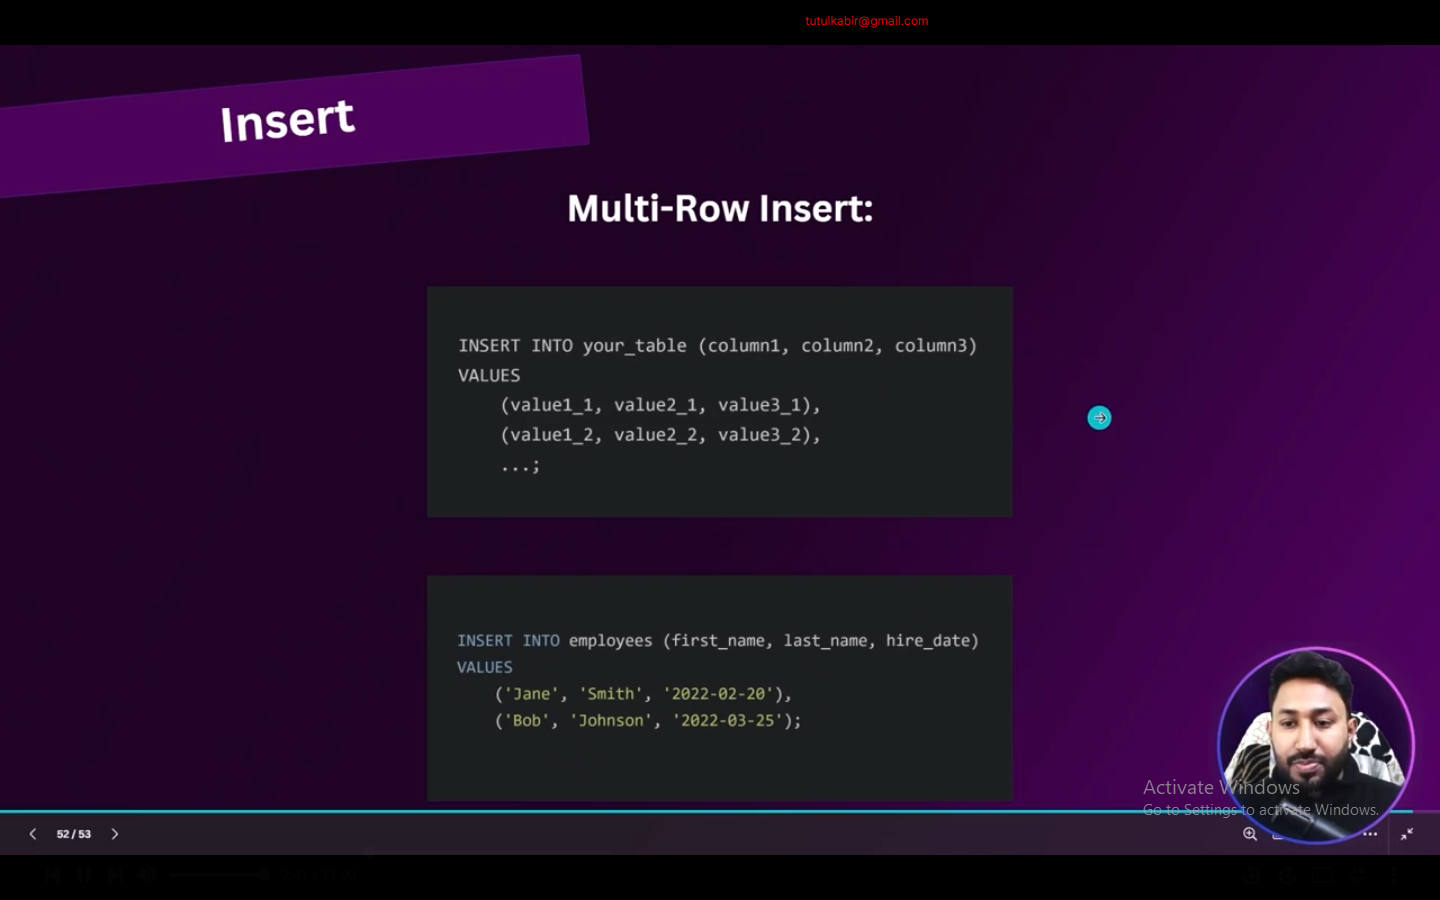 tutulkabir@gmail.com
Insert
Multi-Row Insert:
INSERT INTO your_table (column1, column2, column3)
VALUES
(value1_1, value2_1, value3_1),
(value1_2, value2_2, value3_2),
...;
INSERT INTO employees (first_name, last_name, hire_date)
VALUES
('Jane', 'Smith', '2022-02-20'),
('Bob', 'Johnson', '2022-03-25');
Activate Windows
Go to Settings to activate Windows.
52 / 53